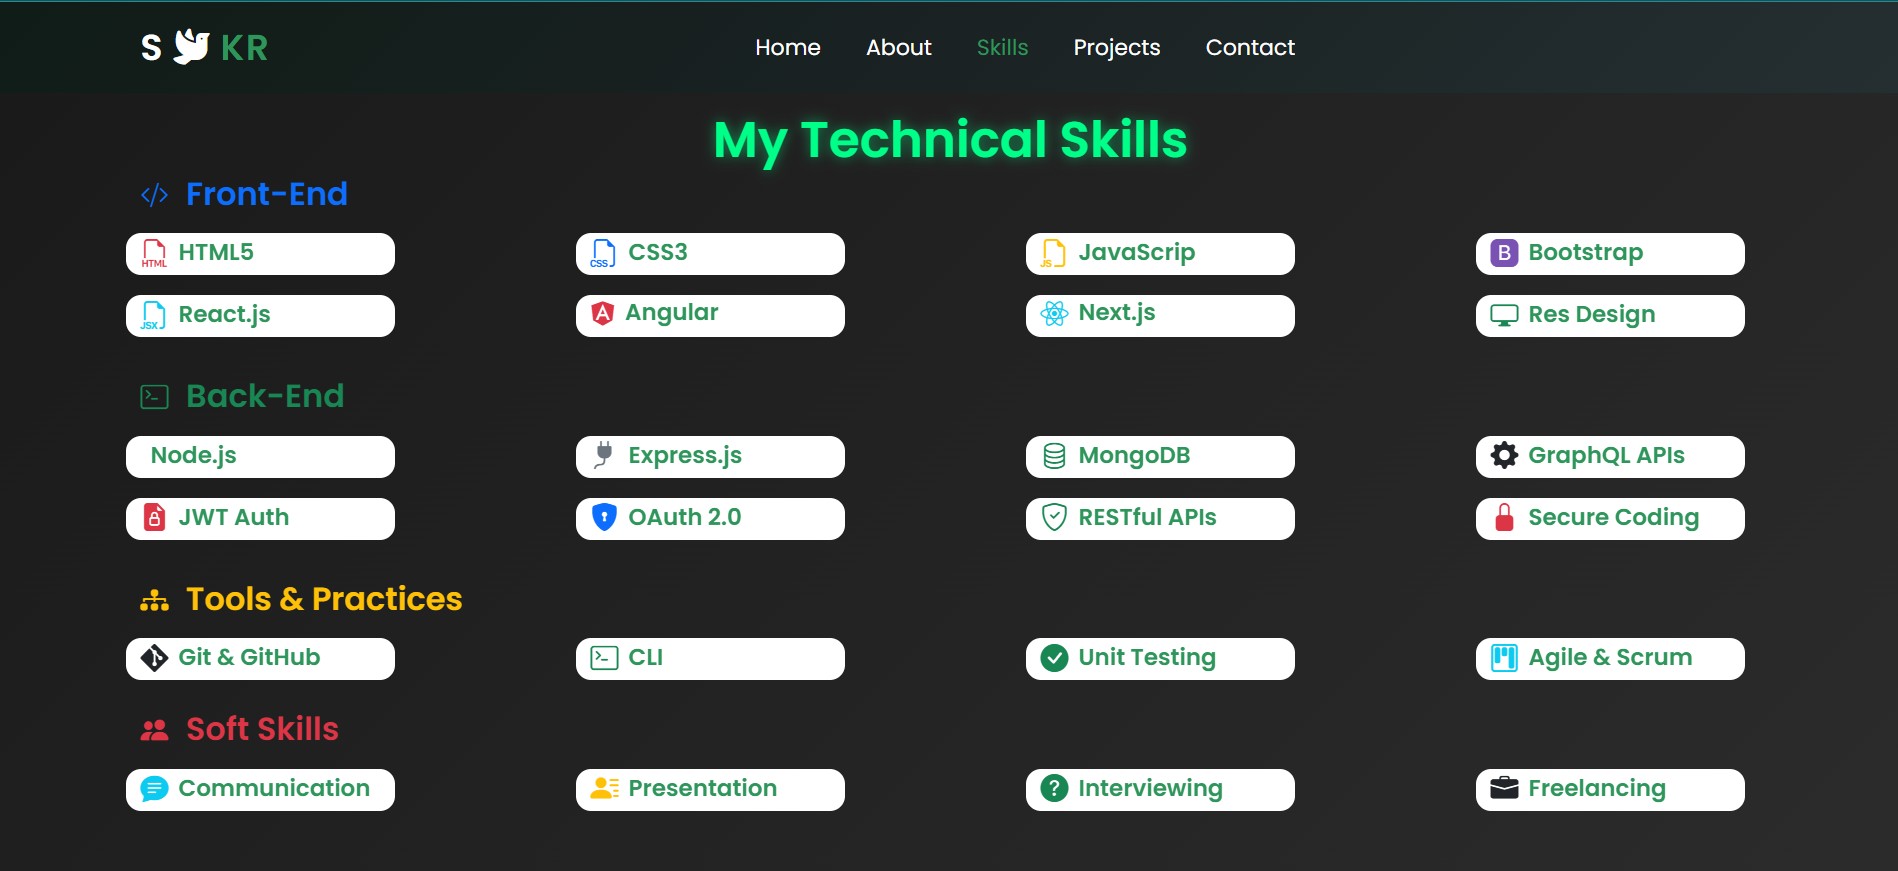 S KR
Home About Skills Projects Contact
My Technical Skills
Front-End
HTML HTML5 CSS CSS3 JS JavaScrip B Bootstrap
JSX React.js A Angular Next.js Res Design
Back-End
Node.js Express.js MongoDB GraphQL APIs
JWT Auth OAuth 2.0 RESTful APIs Secure Coding
Tools & Practices
Git & GitHub CLI Unit Testing Agile & Scrum
Soft Skills
Communication Presentation ? Interviewing Freelancing